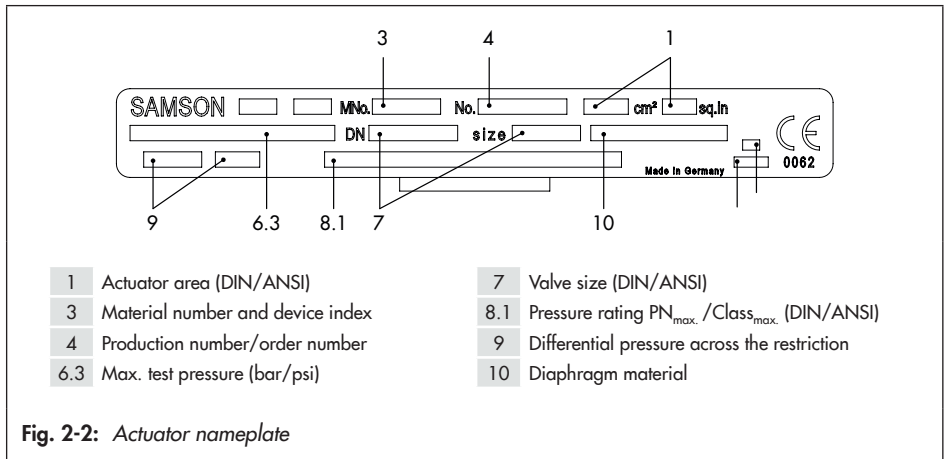 3 4 1
SAMSON MNo. No. cm² sq.in
DN size CE
Made in Germany 0062
9 6.3 8.1 7 10
1 Actuator area (DIN/ANSI)
3 Material number and device index
4 Production number/order number
6.3 Max. test pressure (bar/psi)
7 Valve size (DIN/ANSI)
8.1 Pressure rating PNmax. /Classmax. (DIN/ANSI)
9 Differential pressure across the restriction
10 Diaphragm material
Fig. 2-2: Actuator nameplate